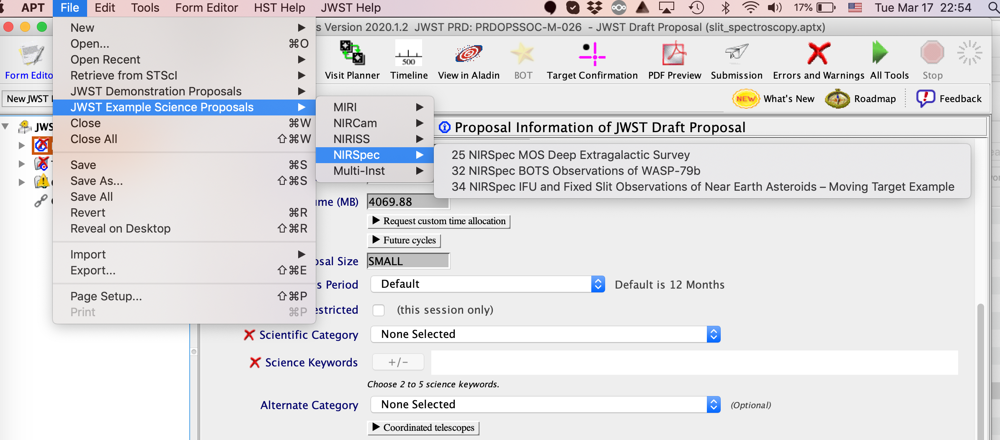 APT File Edit Tools Form Editor HST Help JWST Help 17% Tue Mar 17 22:54
s Version 2020.1.2 JWST PRD: PRDOPSSOC-M-026 - JWST Draft Proposal (slit_spectroscopy.aptx)
New
Open... ⌘O
Open Recent
Retrieve from STScI
JWST Demonstration Proposals
JWST Example Science Proposals
Close ⌘W
Close All ⇧⌘W
Save ⌘S
Save As... ⇧⌘S
Save All
Revert ⌘R
Reveal on Desktop ⇧⌘R
Import
Export... ⇧⌘E
Page Setup... ⇧⌘P
Print ⌘P
MIRI
NIRCam
NIRISS
NIRSpec
Multi-Inst
25 NIRSpec MOS Deep Extragalactic Survey
32 NIRSpec BOTS Observations of WASP-79b
34 NIRSpec IFU and Fixed Slit Observations of Near Earth Asteroids – Moving Target Example
500
Form Edito Visit Planner Timeline View in Aladin BOT Target Confirmation PDF Preview Submission Errors and Warnings All Tools Stop
New JWST NEW What's New Roadmap Feedback
JWS
Proposal Information of JWST Draft Proposal
ume (MB) 4069.88
Request custom time allocation
Future cycles
osal Size SMALL
s Period Default Default is 12 Months
estricted (this session only)
Scientific Category None Selected
Science Keywords +/-
Choose 2 to 5 science keywords.
Alternate Category None Selected (Optional)
Coordinated telescopes